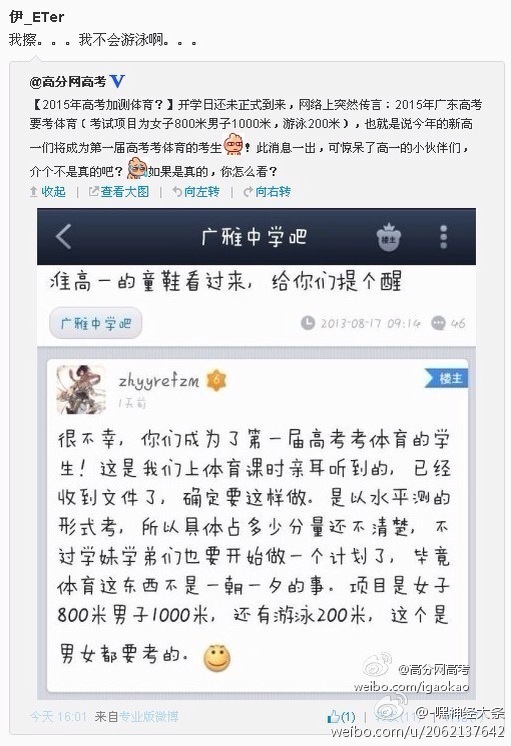 伊_ETer
我擦。。。我不会游泳啊。。。
@高分网高考
【2015年高考加测体育？】开学日还未正式到来，网络上突然传言：2015年广东高考
要考体育（考试项目为女子800米男子1000米，游泳200米），也就是说今年的新高
一们将成为第一届高考考体育的考生！此消息一出，可惊呆了高一的小伙伴们，
介个不是真的吧？如果是真的，你怎么看？
收起 | 查看大图 | 向左转 | 向右转
广雅中学吧
楼主
准高一的童鞋看过来，给你们提个醒
广雅中学吧
2013-08-17 09:14 46
zhyyrefzm 6
楼主
1天前
很不幸，你们成为了第一届高考考体育的学
生！这是我们上体育课时亲耳听到的，已经
收到文件了，确定要这样做。是以水平测的
形式考，所以具体占多少分量还不清楚，不
过学妹学弟们也要开始做一个计划了，毕竟
体育这东西不是一朝一夕的事。项目是女子
800米男子1000米，还有游泳200米，这个是
男女都要考的。
@高分网高考
weibo.com/igaokao
今天 16:01 来自专业版微博
(1)
@-嘿神经大条
weibo.com/u/2062137642